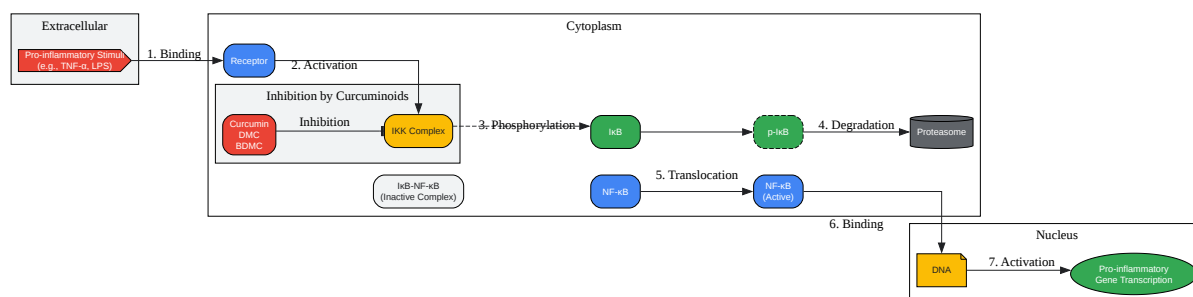 Extracellular
Pro-inflammatory Stimuli
(e.g., TNF-α, LPS)
1. Binding
Cytoplasm
Receptor
2. Activation
Inhibition by Curcuminoids
Curcumin
DMC
BDMC
Inhibition
IKK Complex
3. Phosphorylation
IκB
p-IκB
4. Degradation
Proteasome
IκB-NF-κB
(Inactive Complex)
NF-κB
5. Translocation
NF-κB
(Active)
6. Binding
Nucleus
DNA
7. Activation
Pro-inflammatory
Gene Transcription